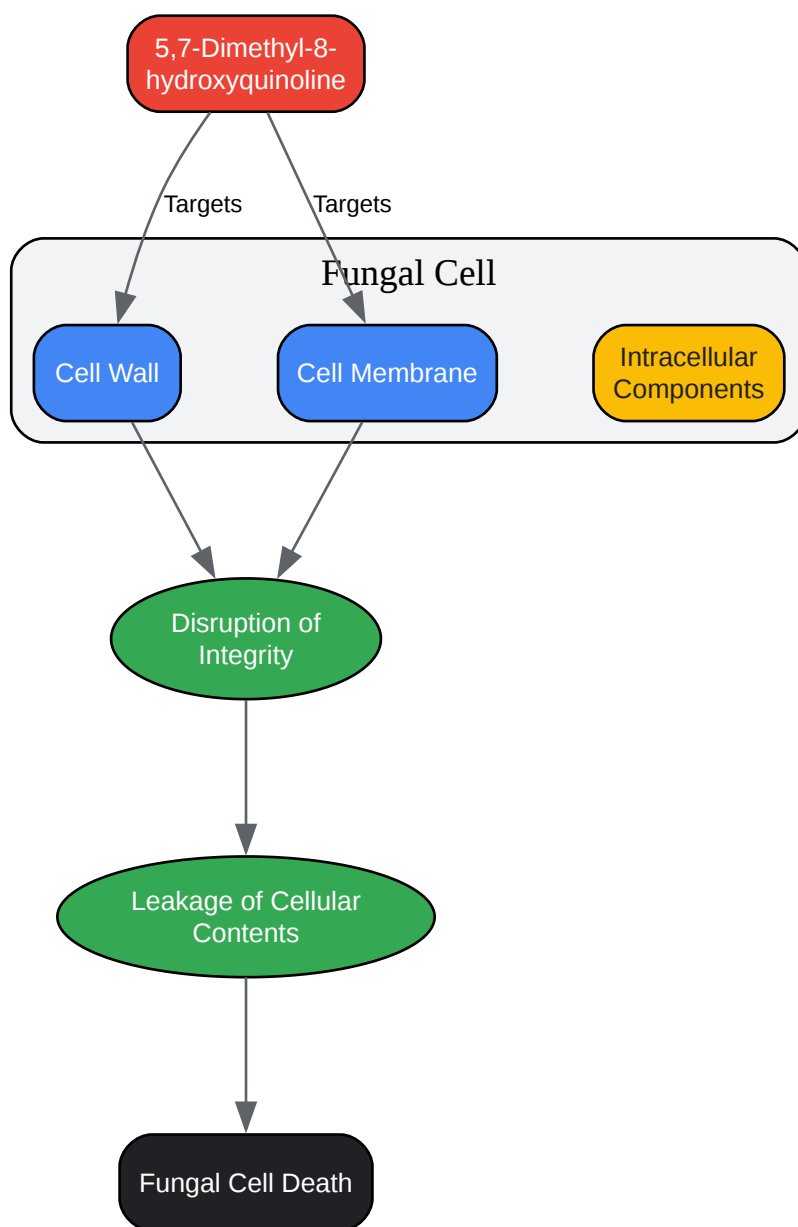 5,7-Dimethyl-8-
hydroxyquinoline
Targets
Targets
Fungal Cell
Cell Wall
Cell Membrane
Intracellular
Components
Disruption of
Integrity
Leakage of Cellular
Contents
Fungal Cell Death